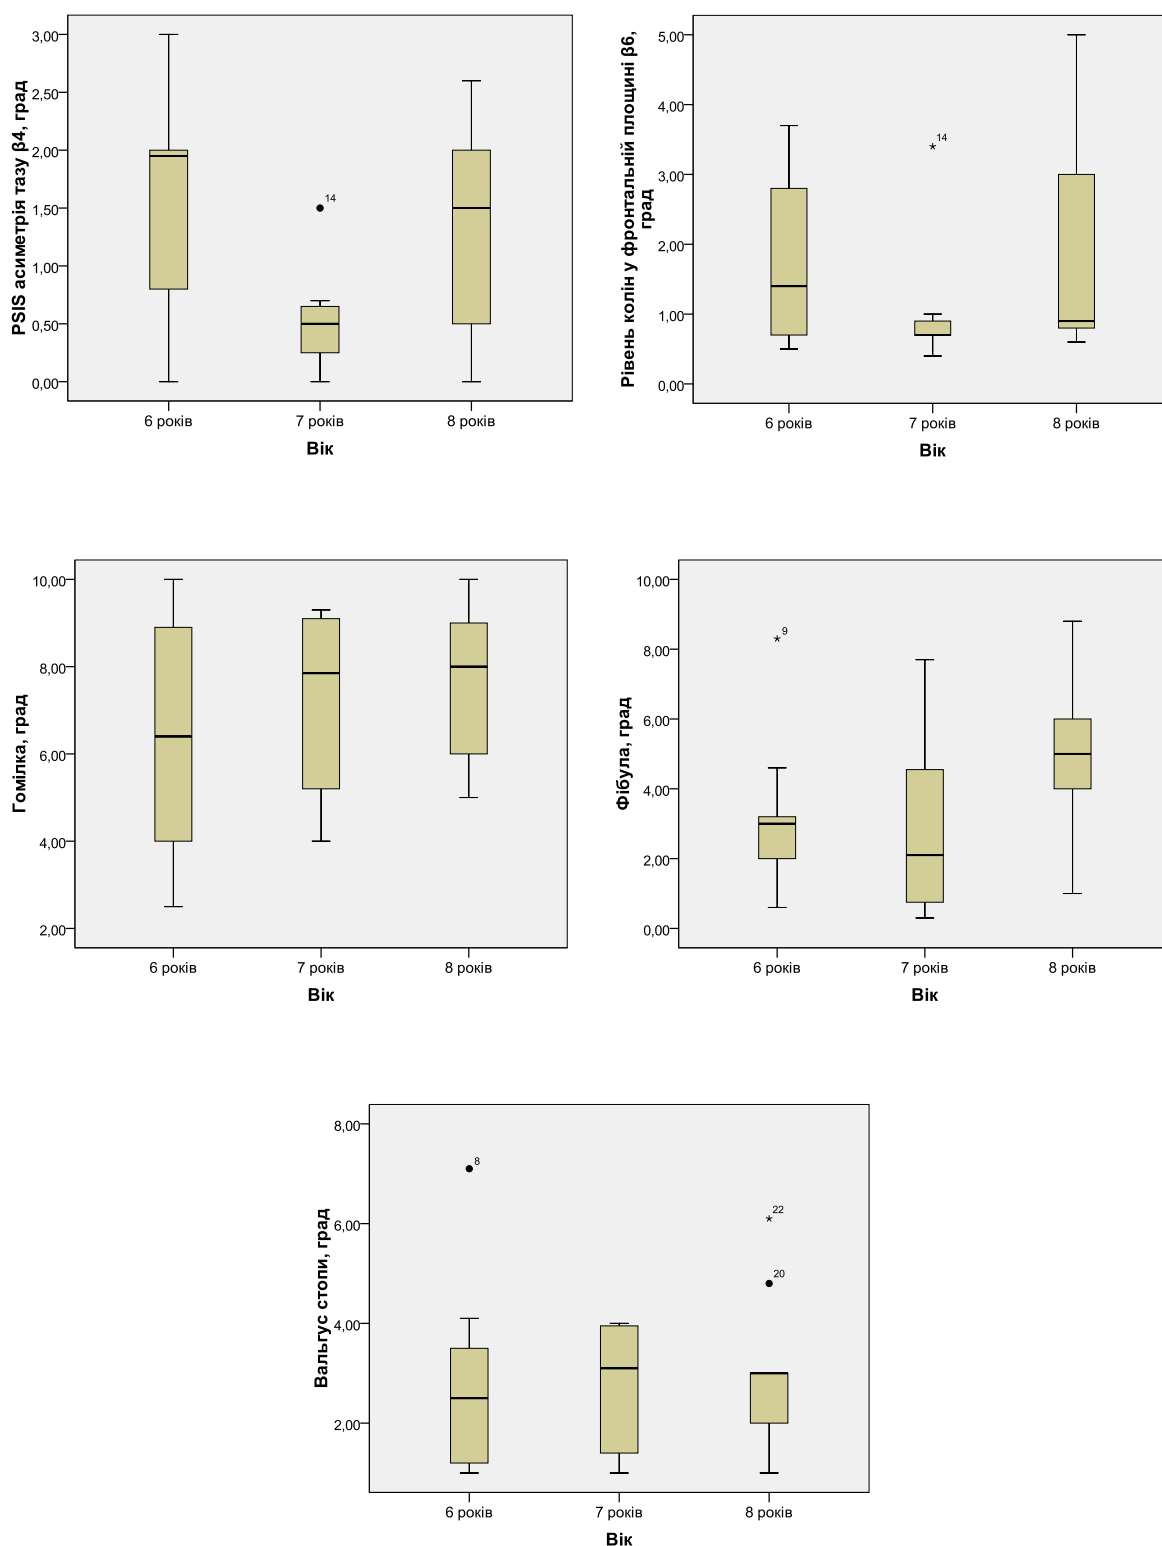 PSIS асиметрія тазу β4, град
3,00
2,50
2,00
1,50
1,00
0,50
0,00
14
6 років
7 років
8 років
Вік
Рівень колін у фронтальній площині β6,
град
5,00
4,00
3,00
2,00
1,00
0,00
14
6 років
7 років
8 років
Вік
Гомілка, град
10,00
8,00
6,00
4,00
2,00
6 років
7 років
8 років
Вік
Фібула, град
10,00
8,00
6,00
4,00
2,00
0,00
9
6 років
7 років
8 років
Вік
Вальгус стопи, град
8,00
6,00
4,00
2,00
8
22
20
6 років
7 років
8 років
Вік